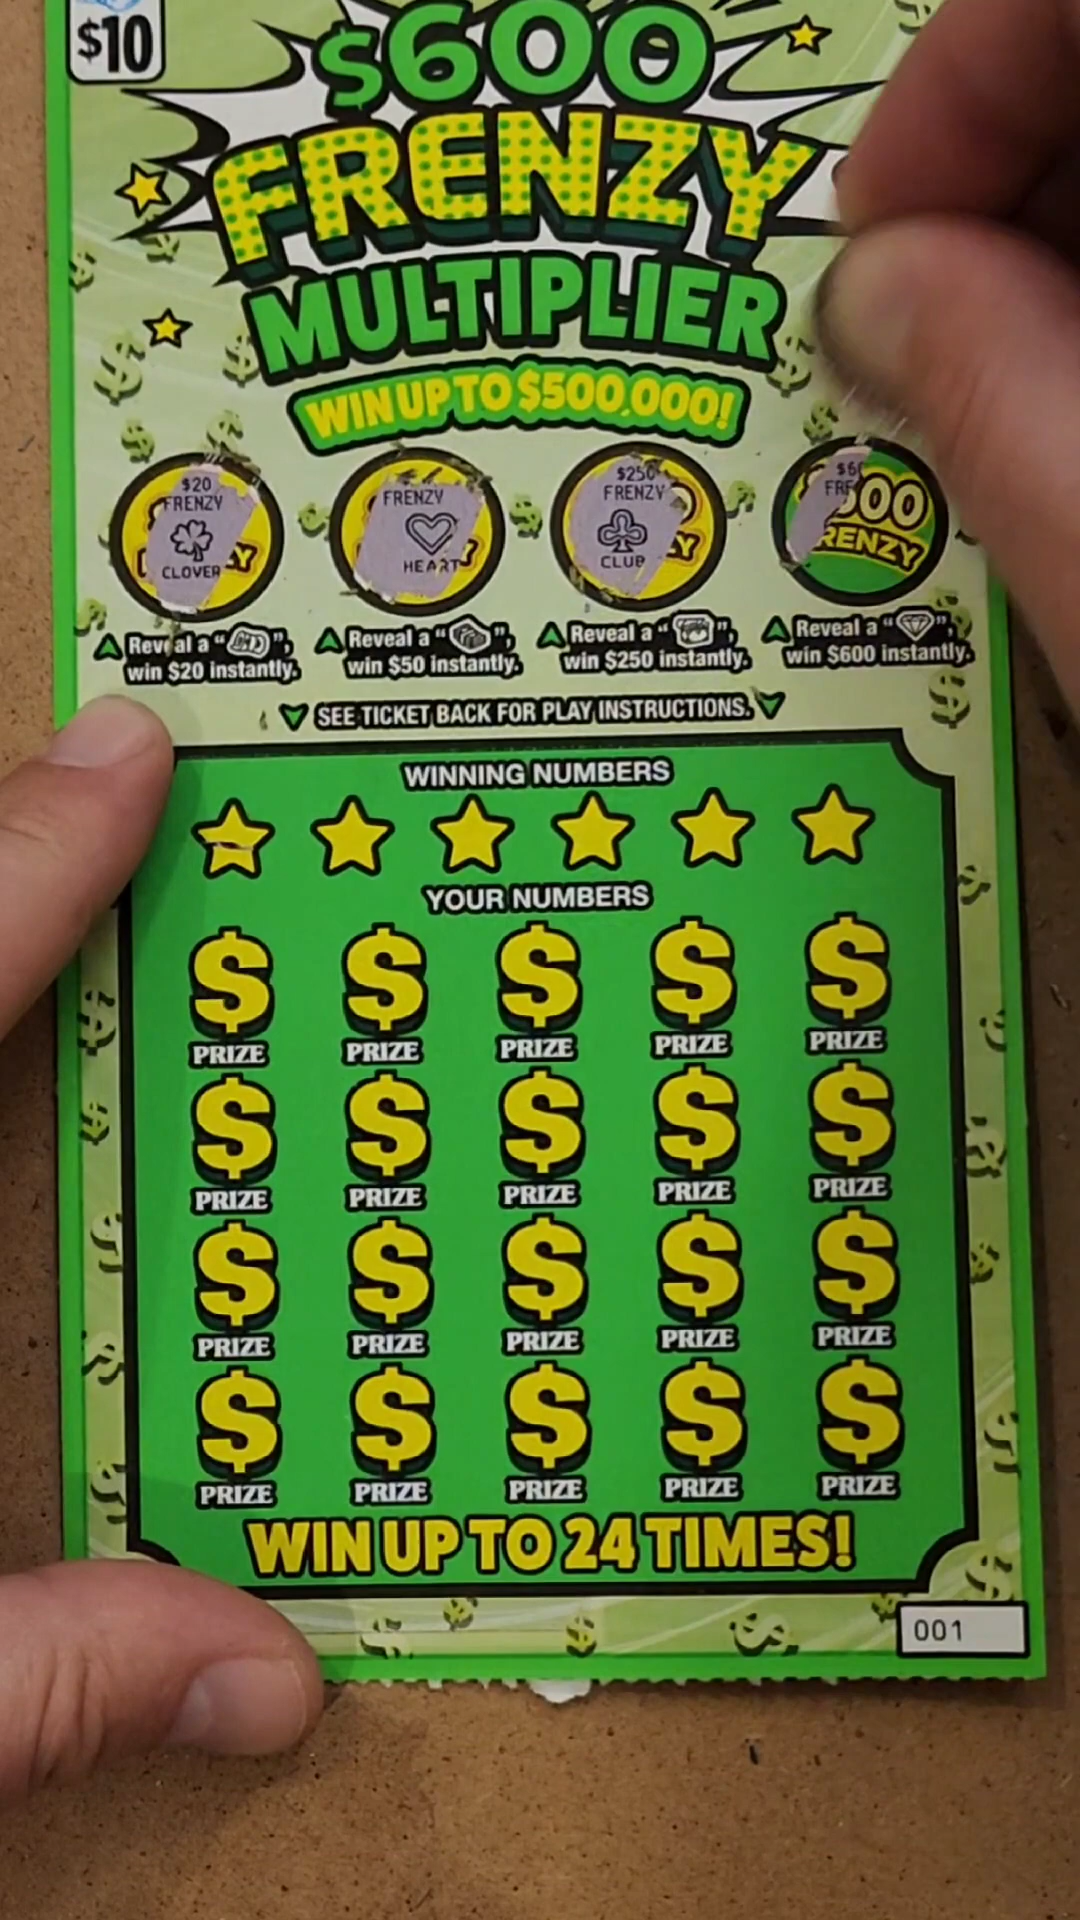 $10
$600
FRENZY
MULTIPLIER
WIN UP TO $500,000!
$20
FRENZY
CLOVER
FRENZY
HEART
$250
FRENZY
CLUB
Reveal a " ",
win $20 instantly.
Reveal a " ",
win $50 instantly.
Reveal a " ",
win $250 instantly.
Reveal a " ",
win $600 instantly.
SEE TICKET BACK FOR PLAY INSTRUCTIONS.
WINNING NUMBERS
YOUR NUMBERS
$ $ $ $ $
PRIZE PRIZE PRIZE PRIZE PRIZE
$ $ $ $ $
PRIZE PRIZE PRIZE PRIZE PRIZE
$ $ $ $ $
PRIZE PRIZE PRIZE PRIZE PRIZE
$ $ $ $ $
PRIZE PRIZE PRIZE PRIZE PRIZE
WIN UP TO 24 TIMES!
001